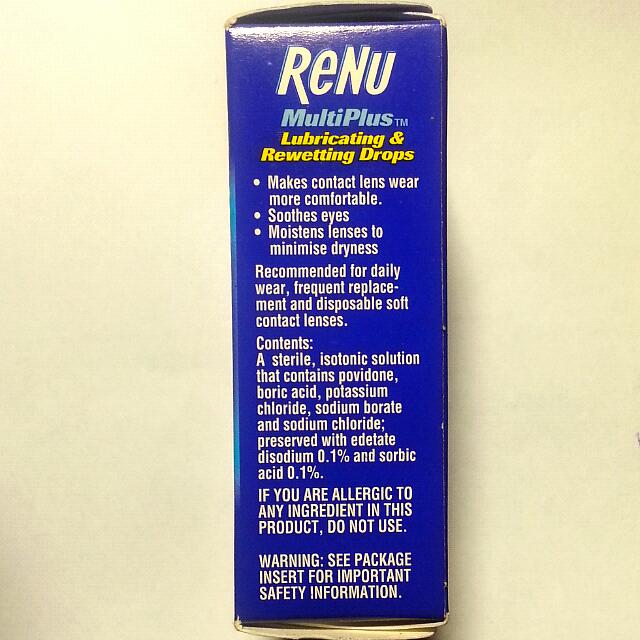 ReNu
MultiPlus™
Lubricating &
Rewetting Drops
• Makes contact lens wear
more comfortable.
• Soothes eyes
• Moistens lenses to
minimise dryness
Recommended for daily
wear, frequent replace-
ment and disposable soft
contact lenses.
Contents:
A sterile, isotonic solution
that contains povidone,
boric acid, potassium
chloride, sodium borate
and sodium chloride;
preserved with edetate
disodium 0.1% and sorbic
acid 0.1%.
IF YOU ARE ALLERGIC TO
ANY INGREDIENT IN THIS
PRODUCT, DO NOT USE.
WARNING: SEE PACKAGE
INSERT FOR IMPORTANT
SAFETY INFORMATION.